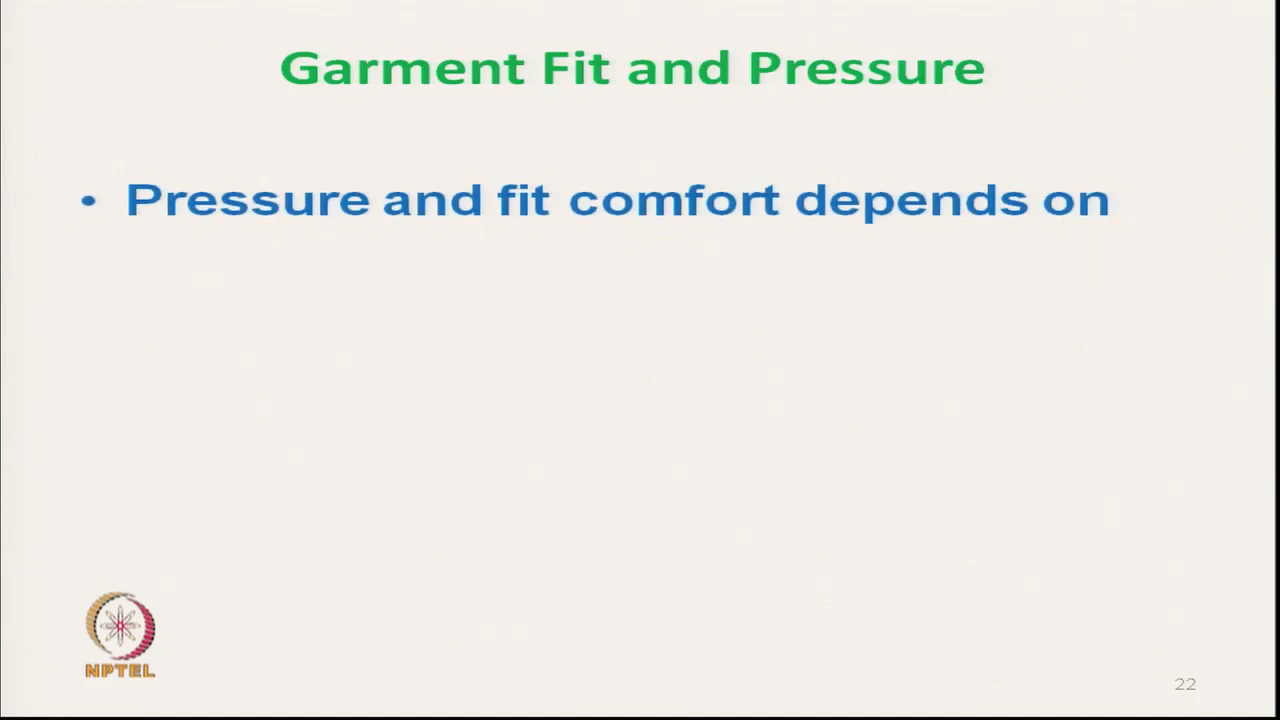 Garment Fit and Pressure
• Pressure and fit comfort depends on
NPTEL
22